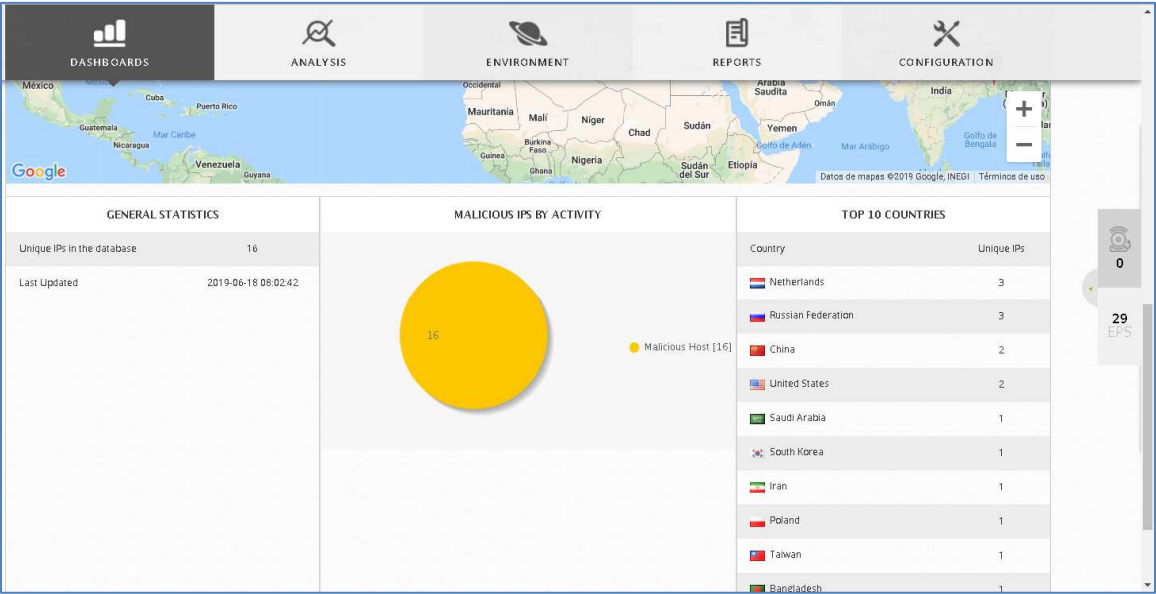 DASHBOARDS
ANALYSIS
ENVIRONMENT
REPORTS
CONFIGURATION
México
Cuba
Puerto Rico
Guatemala
Mar Caribe
Nicaragua
Venezuela
Guyana
Google
Occidental
Mauritania
Malí
Níger
Chad
Sudán
Burkina
Faso
Guinea
Ghana
Nigeria
Sudán
del Sur
Etiopía
Arabia
Saudita
Omán
Yemen
Golfo de Adén
Mar Arábigo
India
Golfo de
Bengala
+
−
Datos de mapas ©2019 Google, INEGI Términos de uso
GENERAL STATISTICS
Unique IPs in the database 16
Last Updated 2019-06-18 08:02:42
MALICIOUS IPS BY ACTIVITY
16
Malicious Host [16]
TOP 10 COUNTRIES
Country Unique IPs
Netherlands 3
Russian Federation 3
China 2
United States 2
Saudi Arabia 1
South Korea 1
Iran 1
Poland 1
Taiwan 1
Bangladesh 1
0
29
EPS